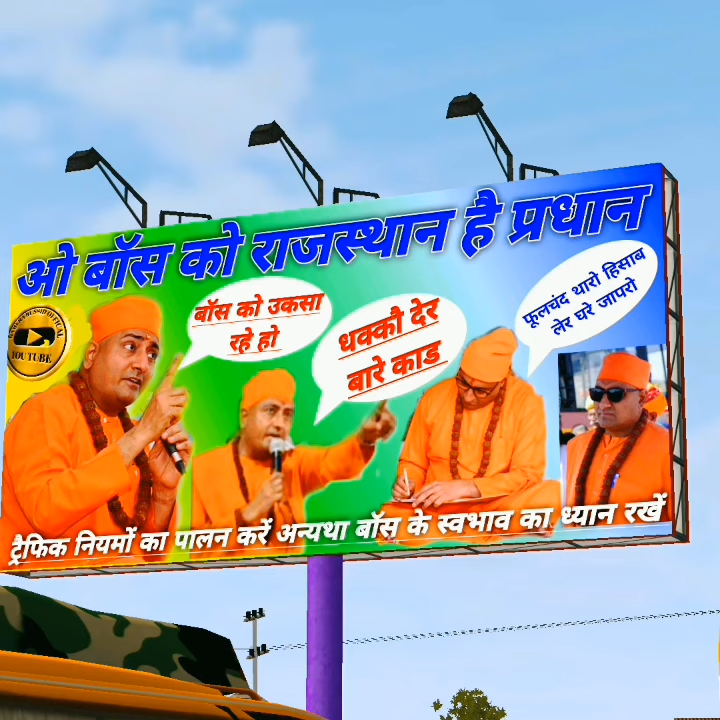 ओ बॉस को राजस्थान है प्रधान
बॉस को उकसा
रहे हो
धक्कौ देर
बारे काड
फूलचंद थारो हिसाब
लेर घरे जापरो
YOU TUBE
ट्रैफिक नियमों का पालन करें अन्यथा बॉस के स्वभाव का ध्यान रखें